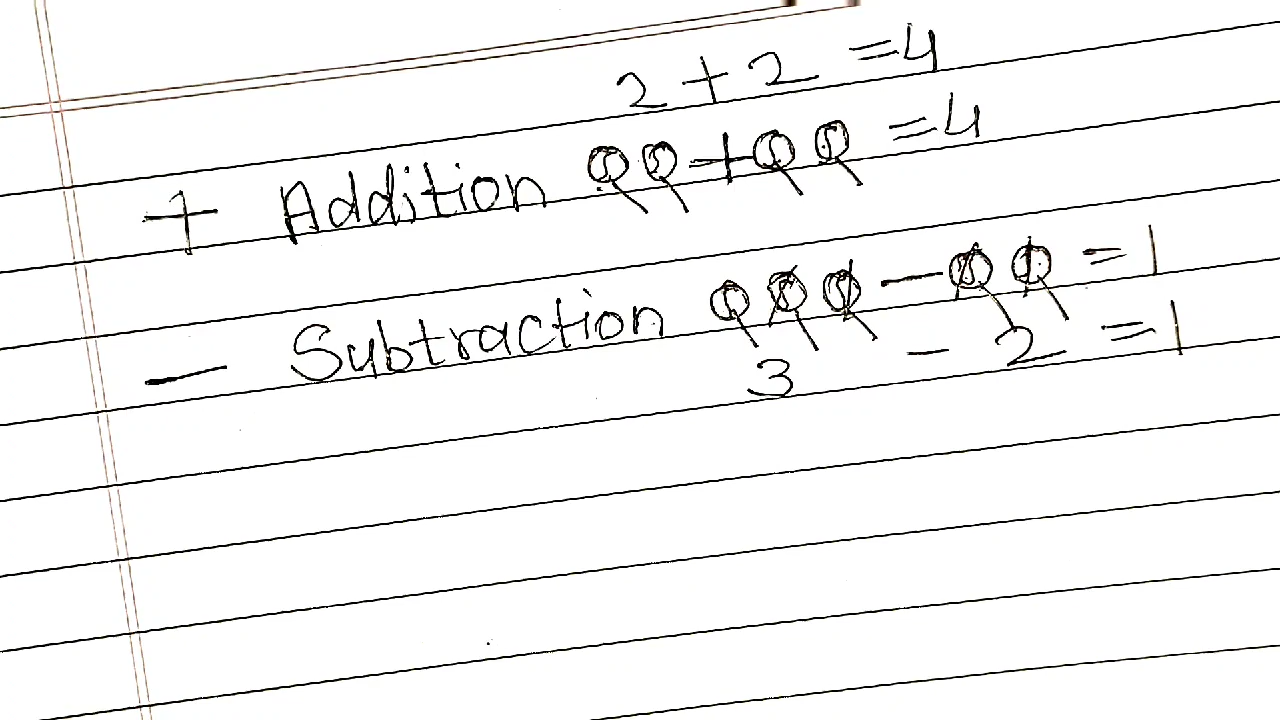 2 + 2 = 4
+ Addition + = 4
− Subtraction − = 1
3 − 2 = 1